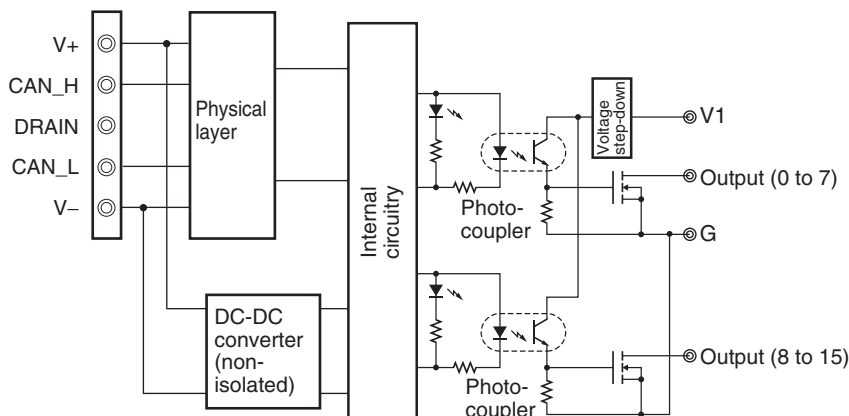 V+
CAN_H
DRAIN
CAN_L
V−
Physical
layer
DC-DC
converter
(non-
isolated)
Internal
circuitry
Photo-
coupler
Voltage
step-down
V1
Output (0 to 7)
G
Photo-
coupler
Output (8 to 15)